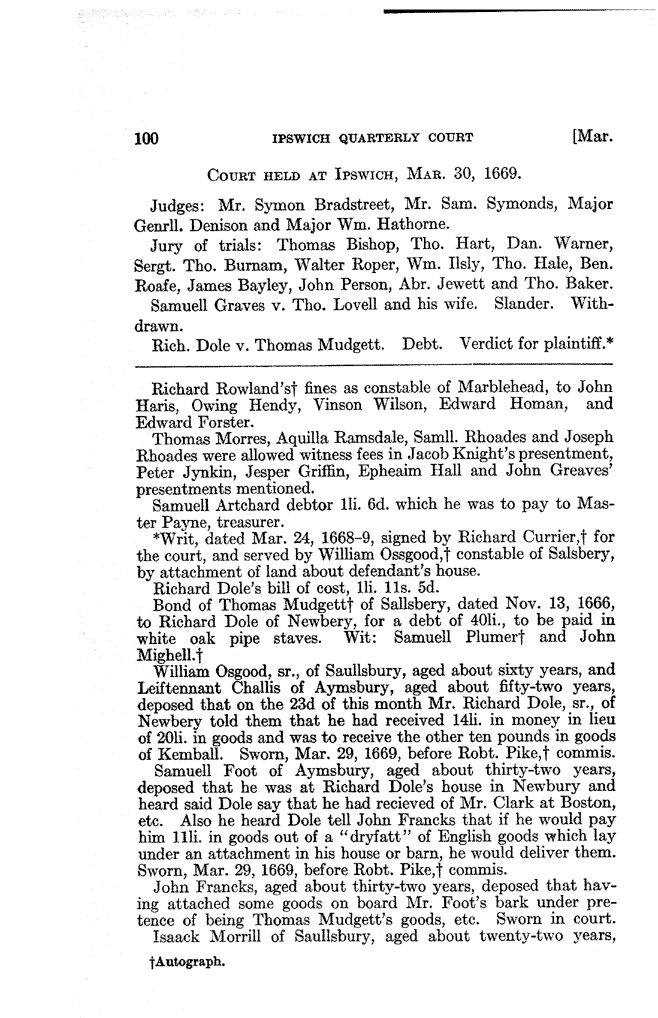 100 IPSWICH QUARTERLY COURT [Mar.
COURT HELD AT IPSWICH, MAR. 30, 1669.
Judges: Mr. Symon Bradstreet, Mr. Sam. Symonds, Major
Genrll. Denison and Major Wm. Hathorne.
Jury of trials: Thomas Bishop, Tho. Hart, Dan. Warner,
Sergt. Tho. Burnam, Walter Roper, Wm. Ilsly, Tho. Hale, Ben.
Roafe, James Bayley, John Person, Abr. Jewett and Tho. Baker.
Samuell Graves v. Tho. Lovell and his wife. Slander. With-
drawn.
Rich. Dole v. Thomas Mudgett. Debt. Verdict for plaintiff.*
Richard Rowland's† fines as constable of Marblehead, to John
Haris, Owing Hendy, Vinson Wilson, Edward Homan, and
Edward Forster.
Thomas Morres, Aquilla Ramsdale, Samll. Rhoades and Joseph
Rhoades were allowed witness fees in Jacob Knight's presentment,
Peter Jynkin, Jesper Griffin, Epheaim Hall and John Greaves'
presentments mentioned.
Samuell Artchard debtor 1li. 6d. which he was to pay to Mas-
ter Payne, treasurer.
*Writ, dated Mar. 24, 1668-9, signed by Richard Currier,† for
the court, and served by William Ossgood,† constable of Salsbery,
by attachment of land about defendant's house.
Richard Dole's bill of cost, 1li. 11s. 5d.
Bond of Thomas Mudgett† of Sallsbery, dated Nov. 13, 1666,
to Richard Dole of Newbery, for a debt of 40li., to be paid in
white oak pipe staves. Wit: Samuell Plumer† and John
Mighell.†
William Osgood, sr., of Saullsbury, aged about sixty years, and
Leiftennant Challis of Aymsbury, aged about fifty-two years,
deposed that on the 23d of this month Mr. Richard Dole, sr., of
Newbery told them that he had received 14li. in money in lieu
of 20li. in goods and was to receive the other ten pounds in goods
of Kemball. Sworn, Mar. 29, 1669, before Robt. Pike,† commis.
Samuell Foot of Aymsbury, aged about thirty-two years,
deposed that he was at Richard Dole's house in Newbury and
heard said Dole say that he had recieved of Mr. Clark at Boston,
etc. Also he heard Dole tell John Francks that if he would pay
him 11li. in goods out of a "dryfatt" of English goods which lay
under an attachment in his house or barn, he would deliver them.
Sworn, Mar. 29, 1669, before Robt. Pike,† commis.
John Francks, aged about thirty-two years, deposed that hav-
ing attached some goods on board Mr. Foot's bark under pre-
tence of being Thomas Mudgett's goods, etc. Sworn in court.
Isaack Morrill of Saullsbury, aged about twenty-two years,
†Autograph.